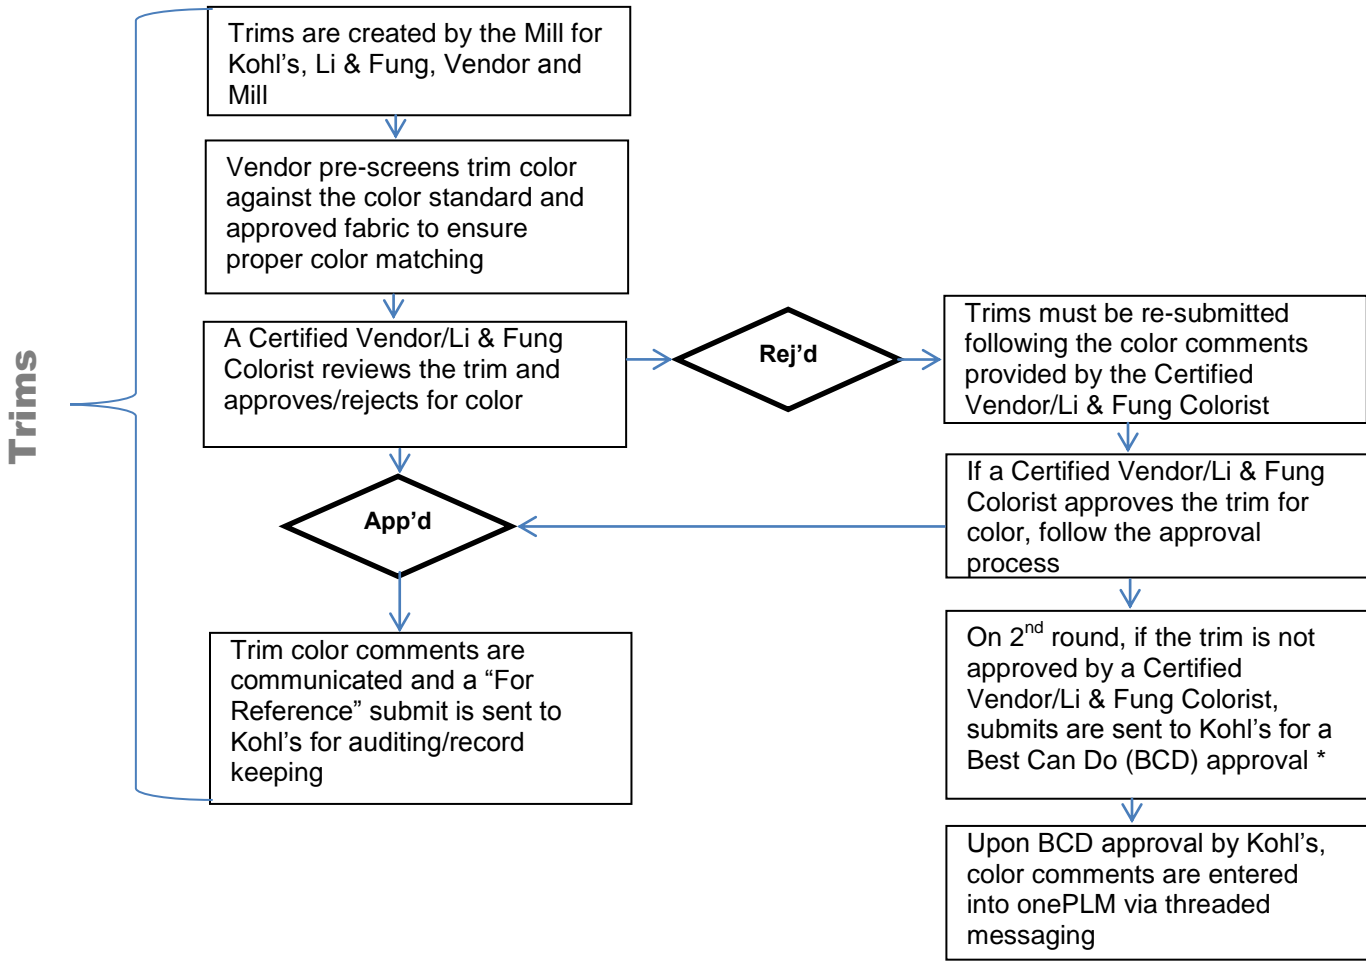 Trims
Trims are created by the Mill for
Kohl’s, Li & Fung, Vendor and
Mill
Vendor pre-screens trim color
against the color standard and
approved fabric to ensure
proper color matching
A Certified Vendor/Li & Fung
Colorist reviews the trim and
approves/rejects for color
Rej’d
Trims must be re-submitted
following the color comments
provided by the Certified
Vendor/Li & Fung Colorist
App’d
If a Certified Vendor/Li & Fung
Colorist approves the trim for
color, follow the approval
process
Trim color comments are
communicated and a “For
Reference” submit is sent to
Kohl’s for auditing/record
keeping
On 2nd round, if the trim is not
approved by a Certified
Vendor/Li & Fung Colorist,
submits are sent to Kohl’s for a
Best Can Do (BCD) approval *
Upon BCD approval by Kohl’s,
color comments are entered
into onePLM via threaded
messaging